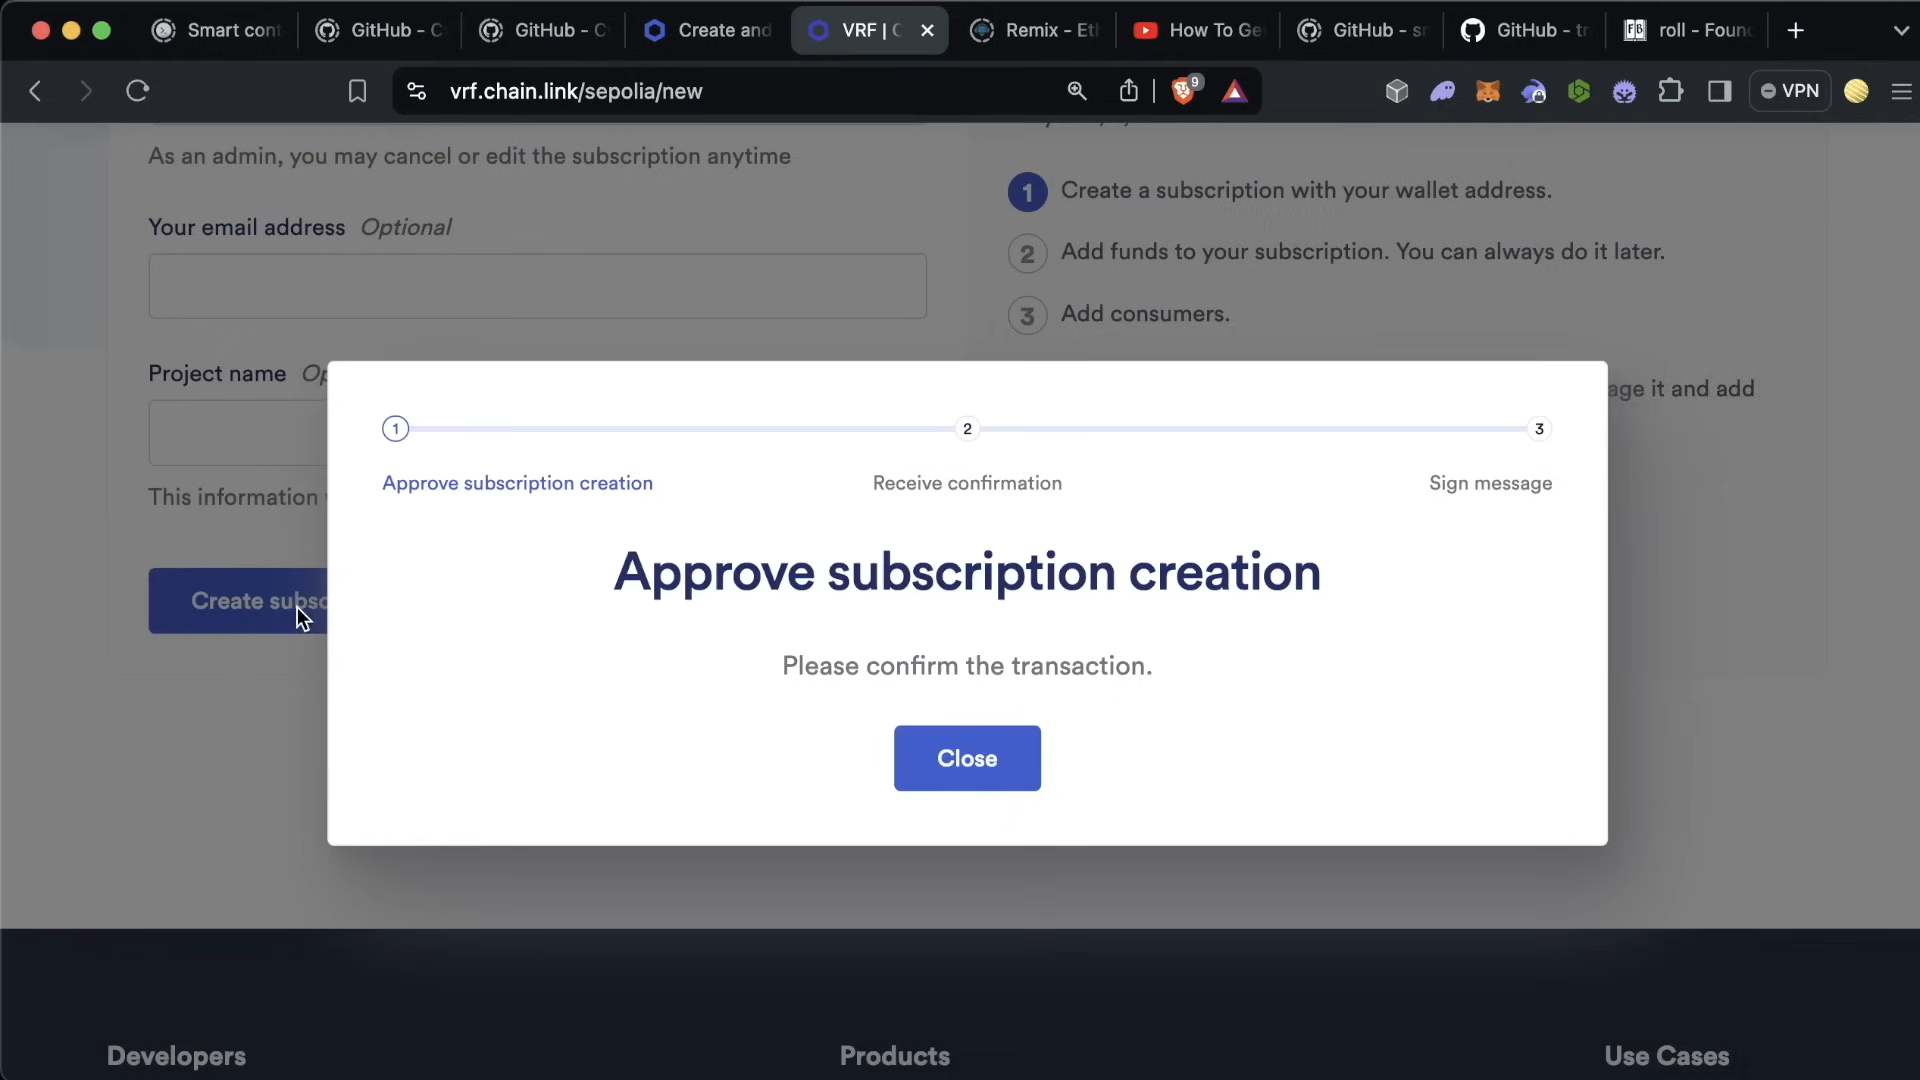 Smart con
GitHub - C
GitHub - C
Create and
VRF | C
Remix - Eth
How To Ge
GitHub - sr
GitHub - tr
roll - Foun
vrf.chain.link/sepolia/new
9
VPN
As an admin, you may cancel or edit the subscription anytime
Your email address Optional
Project name Op
This information
Create subsc
1 Create a subscription with your wallet address.
2 Add funds to your subscription. You can always do it later.
3 Add consumers.
age it and add
1
2
3
Approve subscription creation
Receive confirmation
Sign message
Approve subscription creation
Please confirm the transaction.
Close
Developers
Products
Use Cases